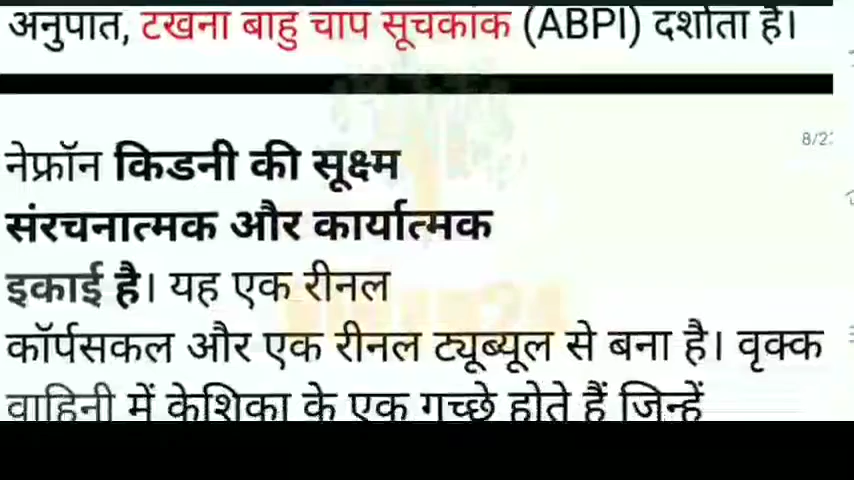 अनुपात, टखना बाहु चाप सूचकांक (ABPI) दर्शाता है।
8/2
नेफ्रॉन किडनी की सूक्ष्म
संरचनात्मक और कार्यात्मक
इकाई है। यह एक रीनल
कॉर्पसकल और एक रीनल ट्यूब्यूल से बना है। वृक्क
वाहिनी में केशिका के एक गुच्छे होते हैं जिन्हें